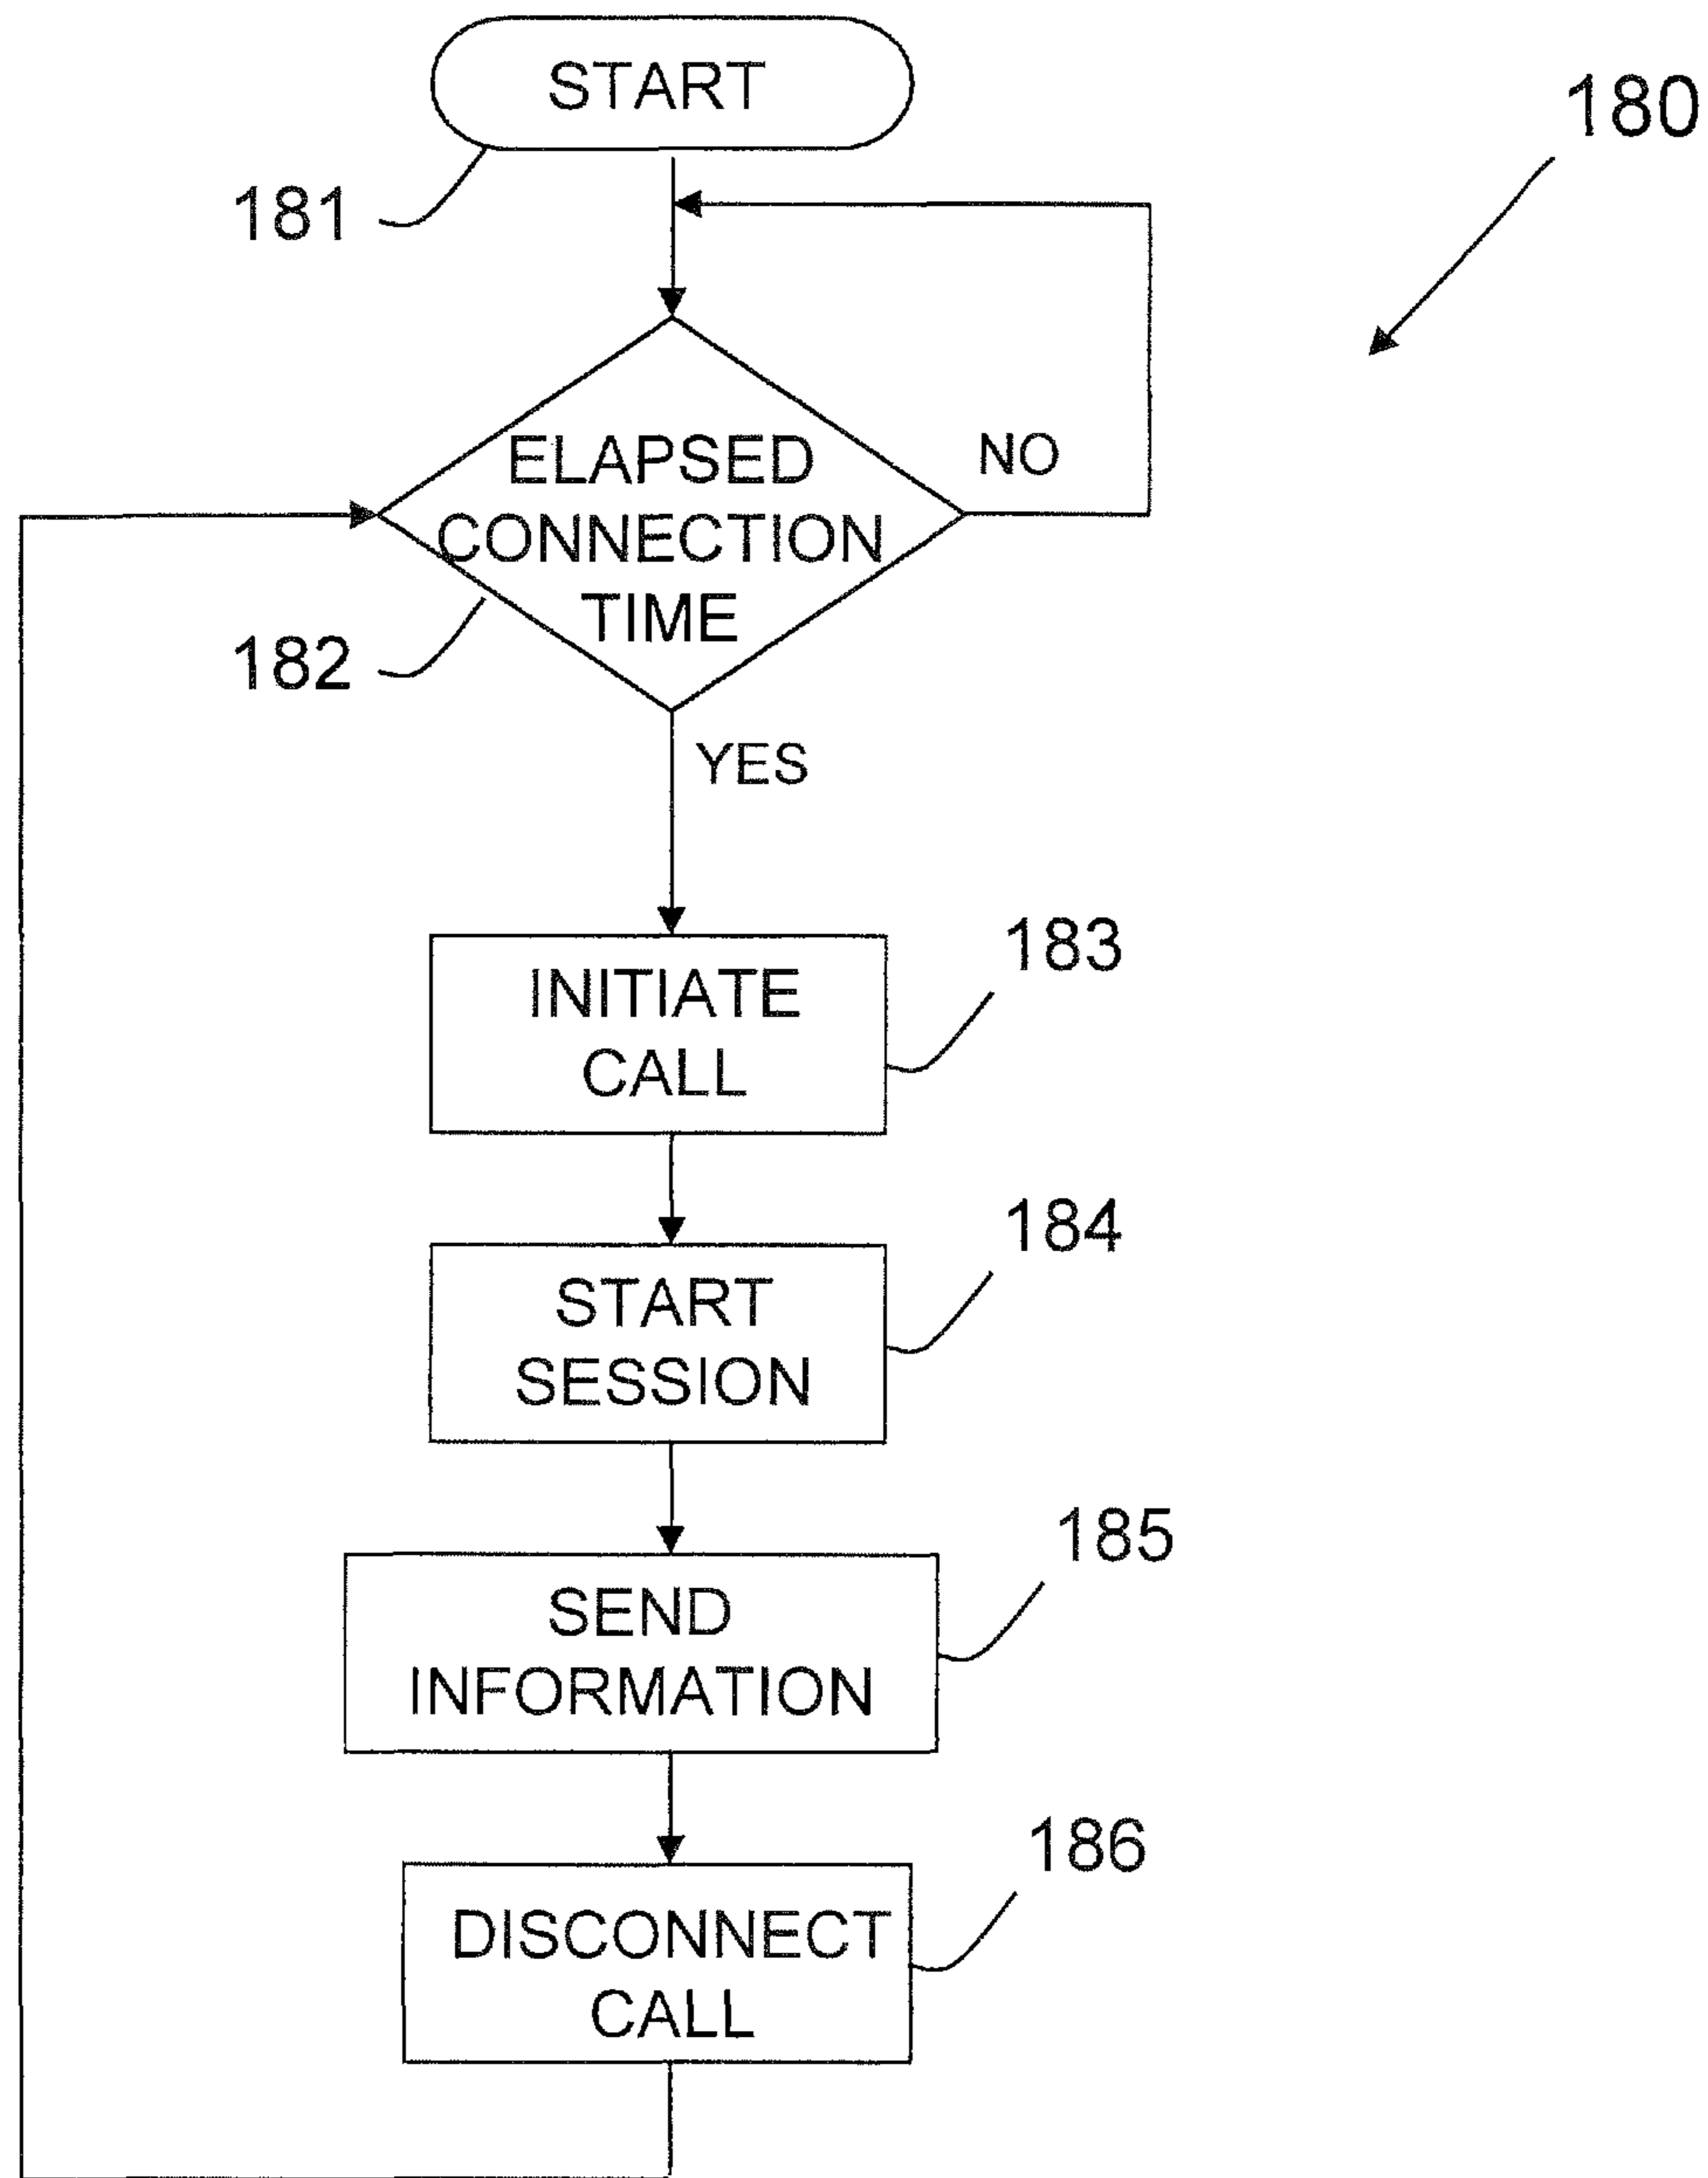 START
180
181
ELAPSED
CONNECTION
TIME
NO
182
YES
183
INITIATE
CALL
184
START
SESSION
185
SEND
INFORMATION
186
DISCONNECT
CALL